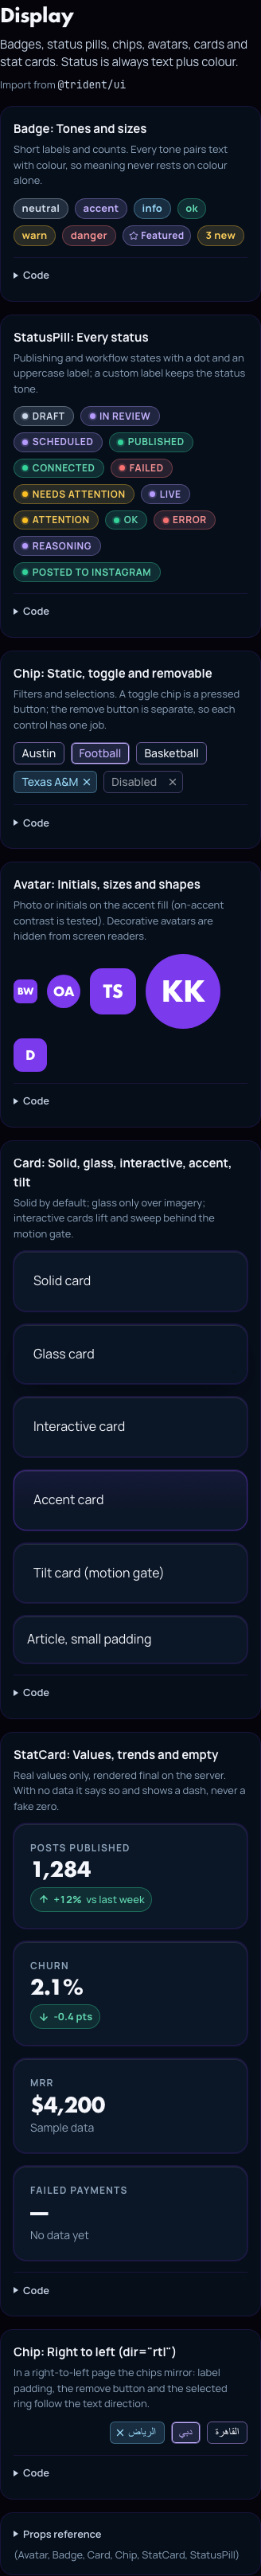 Display
Badges, status pills, chips, avatars, cards and
stat cards. Status is always text plus colour.
Import from @trident/ui
Badge: Tones and sizes
Short labels and counts. Every tone pairs text
with colour, so meaning never rests on colour
alone.
neutral accent info ok
warn danger Featured 3 new
Code
StatusPill: Every status
Publishing and workflow states with a dot and an
uppercase label; a custom label keeps the status
tone.
DRAFT IN REVIEW
SCHEDULED PUBLISHED
CONNECTED FAILED
NEEDS ATTENTION LIVE
ATTENTION OK ERROR
REASONING
POSTED TO INSTAGRAM
Code
Chip: Static, toggle and removable
Filters and selections. A toggle chip is a pressed
button; the remove button is separate, so each
control has one job.
Austin Football Basketball
Texas A&M Disabled
Code
Avatar: Initials, sizes and shapes
Photo or initials on the accent fill (on-accent
contrast is tested). Decorative avatars are
hidden from screen readers.
BW OA TS KK
D
Code
Card: Solid, glass, interactive, accent,
tilt
Solid by default; glass only over imagery;
interactive cards lift and sweep behind the
motion gate.
Solid card
Glass card
Interactive card
Accent card
Tilt card (motion gate)
Article, small padding
Code
StatCard: Values, trends and empty
Real values only, rendered final on the server.
With no data it says so and shows a dash, never a
fake zero.
POSTS PUBLISHED
1,284
+12% vs last week
CHURN
2.1%
-0.4 pts
MRR
$4,200
Sample data
FAILED PAYMENTS
—
No data yet
Code
Chip: Right to left (dir="rtl")
In a right-to-left page the chips mirror: label
padding, the remove button and the selected
ring follow the text direction.
القاهرة دبي الرياض
Code
Props reference
(Avatar, Badge, Card, Chip, StatCard, StatusPill)